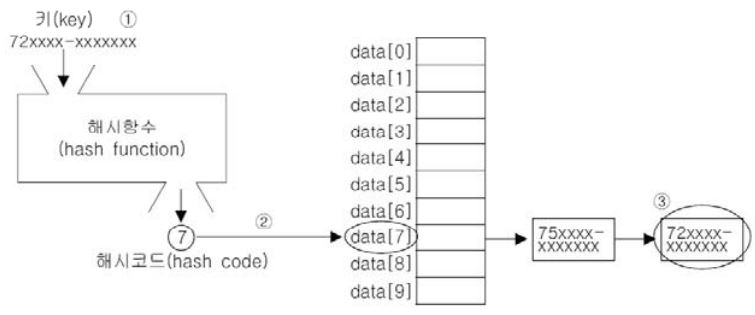 키(key) ①
72xxxx-xxxxxxx
해시함수
(hash function)
7
해시코드(hash code)
②
data[0]
data[1]
data[2]
data[3]
data[4]
data[5]
data[6]
data[7]
data[8]
data[9]
75xxxx-
xxxxxxx
③
72xxxx-
xxxxxxx